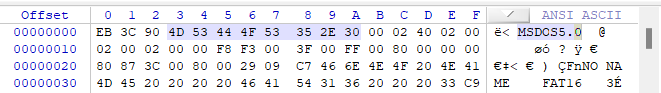 Offset 0 1 2 3 4 5 6 7 8 9 A B C D E F ANSI ASCII
00000000 EB 3C 90 4D 53 44 4F 53 35 2E 30 00 02 40 02 00 ë< MSDOS5.0 @
00000010 02 00 02 00 00 F8 F3 00 3F 00 FF 00 80 00 00 00 øó ? ÿ €
00000020 80 87 3C 00 80 00 29 09 C7 46 6E 4E 4F 20 4E 41 €‡< € ) ÇFnNO NA
00000030 4D 45 20 20 20 20 46 41 54 31 36 20 20 20 33 C9 ME FAT16 3É